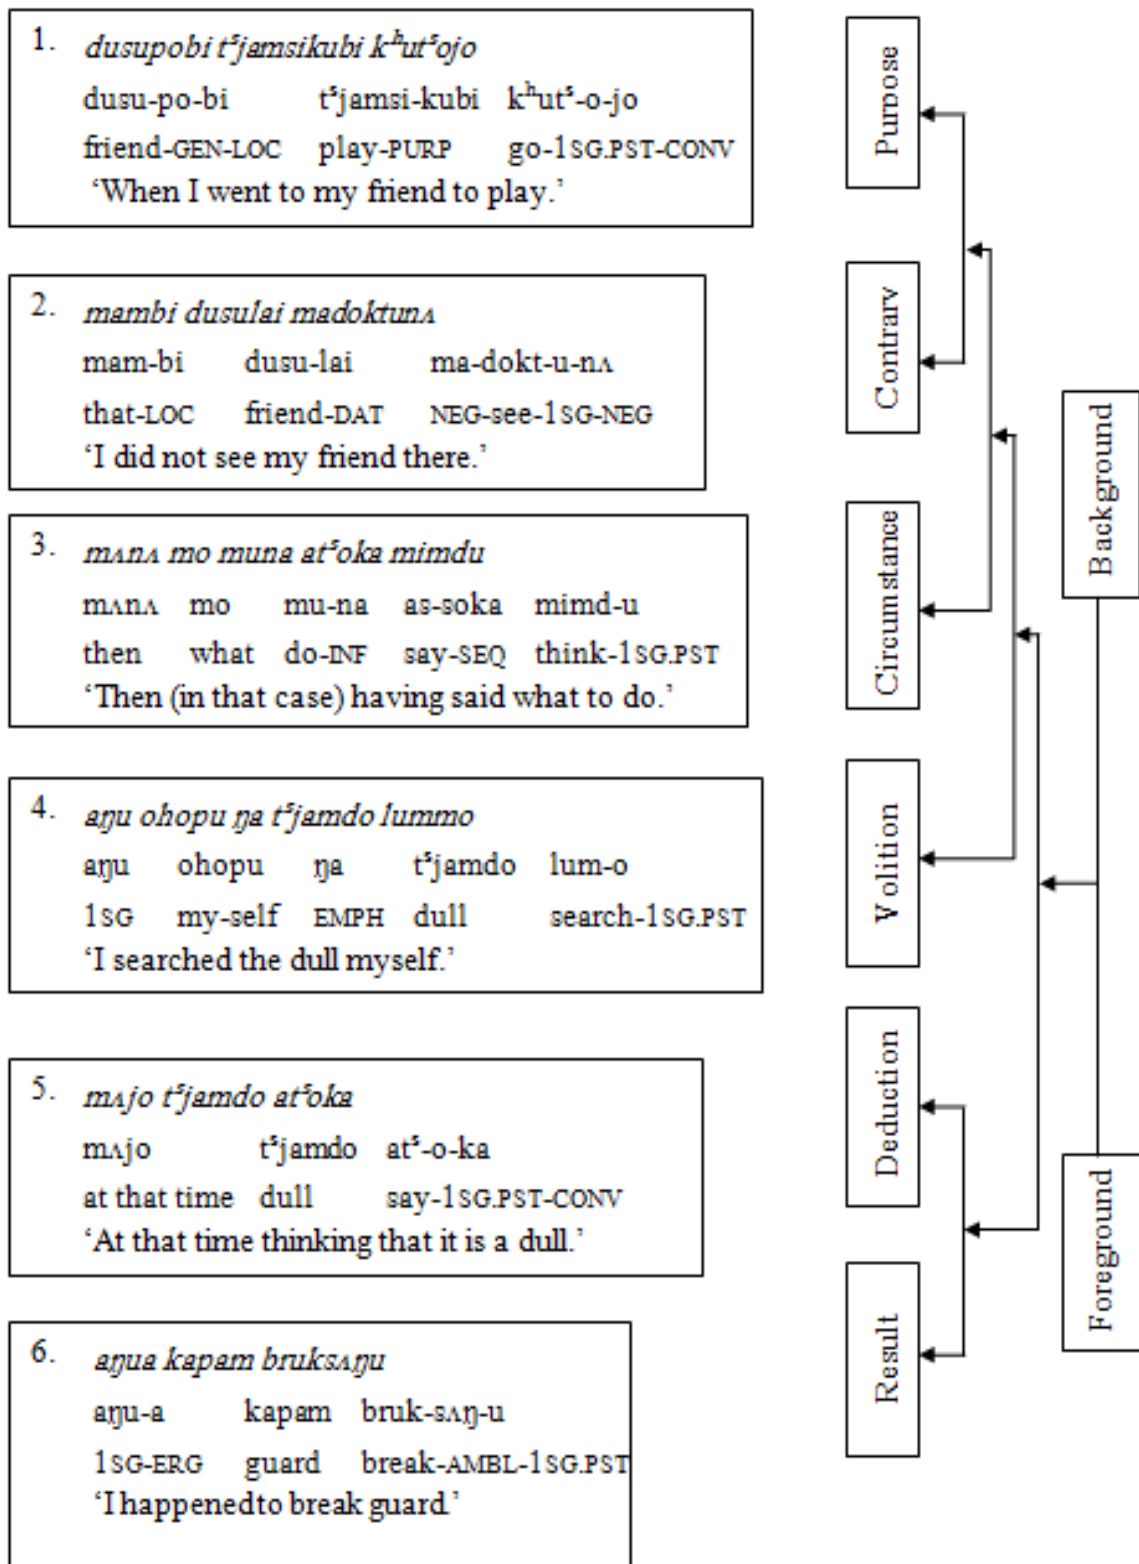 1. dusupobi tˢjamsikubi kʰutˢojo
dusu-po-bi tˢjamsi-kubi kʰutˢ-o-jo
friend-GEN-LOC play-PURP go-1SG.PST-CONV
‘When I went to my friend to play.’
2. mambi dusulai madoktunʌ
mam-bi dusu-lai ma-dokt-u-nʌ
that-LOC friend-DAT NEG-see-1SG-NEG
‘I did not see my friend there.’
3. mʌnʌ mo muna atˢoka mimdu
mʌnʌ mo mu-na as-soka mimd-u
then what do-INF say-SEQ think-1SG.PST
‘Then (in that case) having said what to do.’
4. aŋu ohopu ŋa tˢjamdo lummo
aŋu ohopu ŋa tˢjamdo lum-o
1SG my-self EMPH dull search-1SG.PST
‘I searched the dull myself.’
5. mʌjo tˢjamdo atˢoka
mʌjo tˢjamdo atˢ-o-ka
at that time dull say-1SG.PST-CONV
‘At that time thinking that it is a dull.’
6. aŋua kapam bruksʌŋu
aŋu-a kapam bruk-sʌŋ-u
1SG-ERG guard break-AMBL-1SG.PST
‘I happened to break guard.’
Purpose
Contrary
Circumstance
Volition
Deduction
Result
Background
Foreground